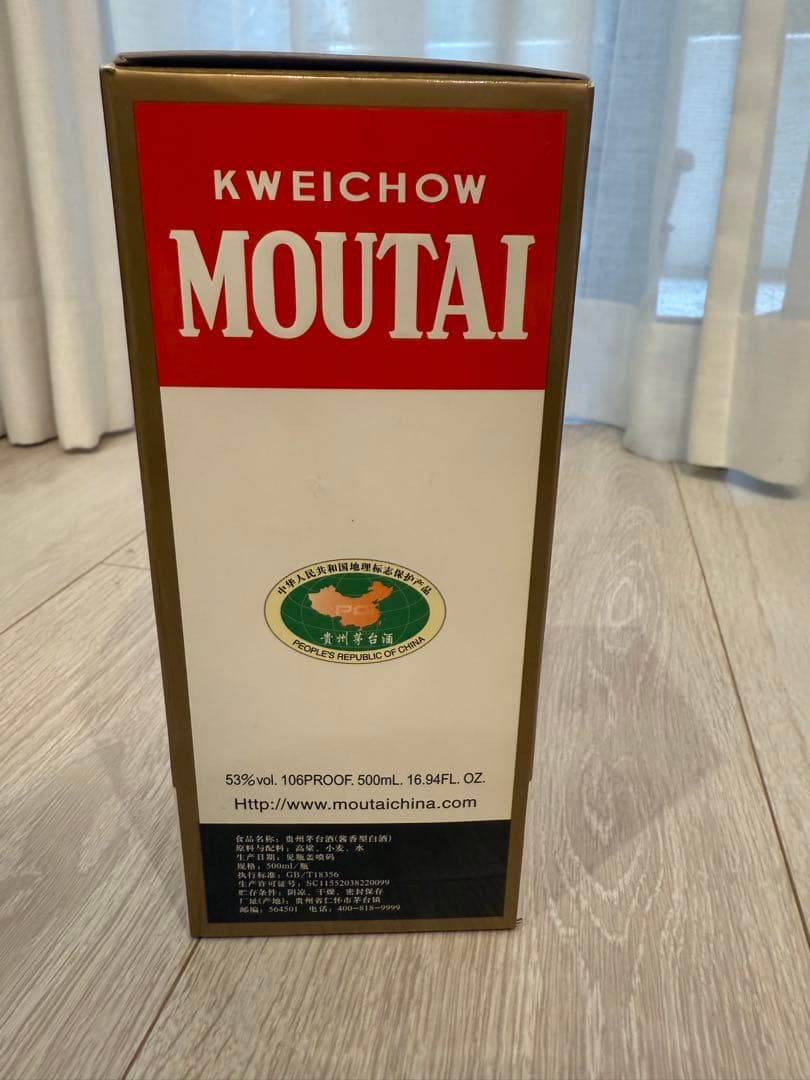 KWEICHOW
MOUTAI
中华人民共和国地理标志保护产品
贵州茅台酒
PEOPLE'S REPUBLIC OF CHINA
53%vol. 106PROOF. 500mL. 16.94FL. OZ.
Http://www.moutaichina.com
食品名称：贵州茅台酒(酱香型白酒)
原料与配料：高粱、小麦、水
生产日期：见瓶盖喷码
规格：500ml/瓶
执行标准：GB/T18356
生产许可证号：SC11552038220099
贮存条件：阴凉、干燥、密封保存
厂址(产地)：贵州省仁怀市茅台镇
邮编：564501 电话：400-818-9999